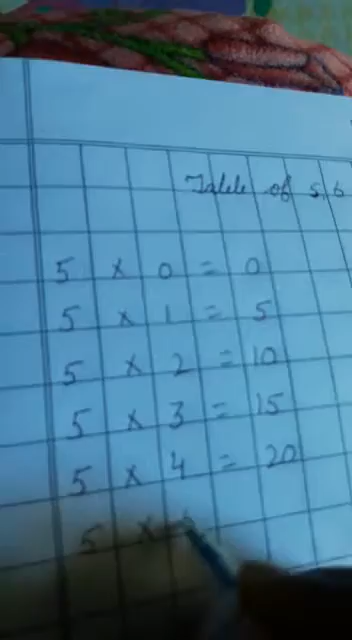 Table of 5, 6
5 × 0 = 0
5 × 1 = 5
5 × 2 = 10
5 × 3 = 15
5 × 4 = 20
5 ×